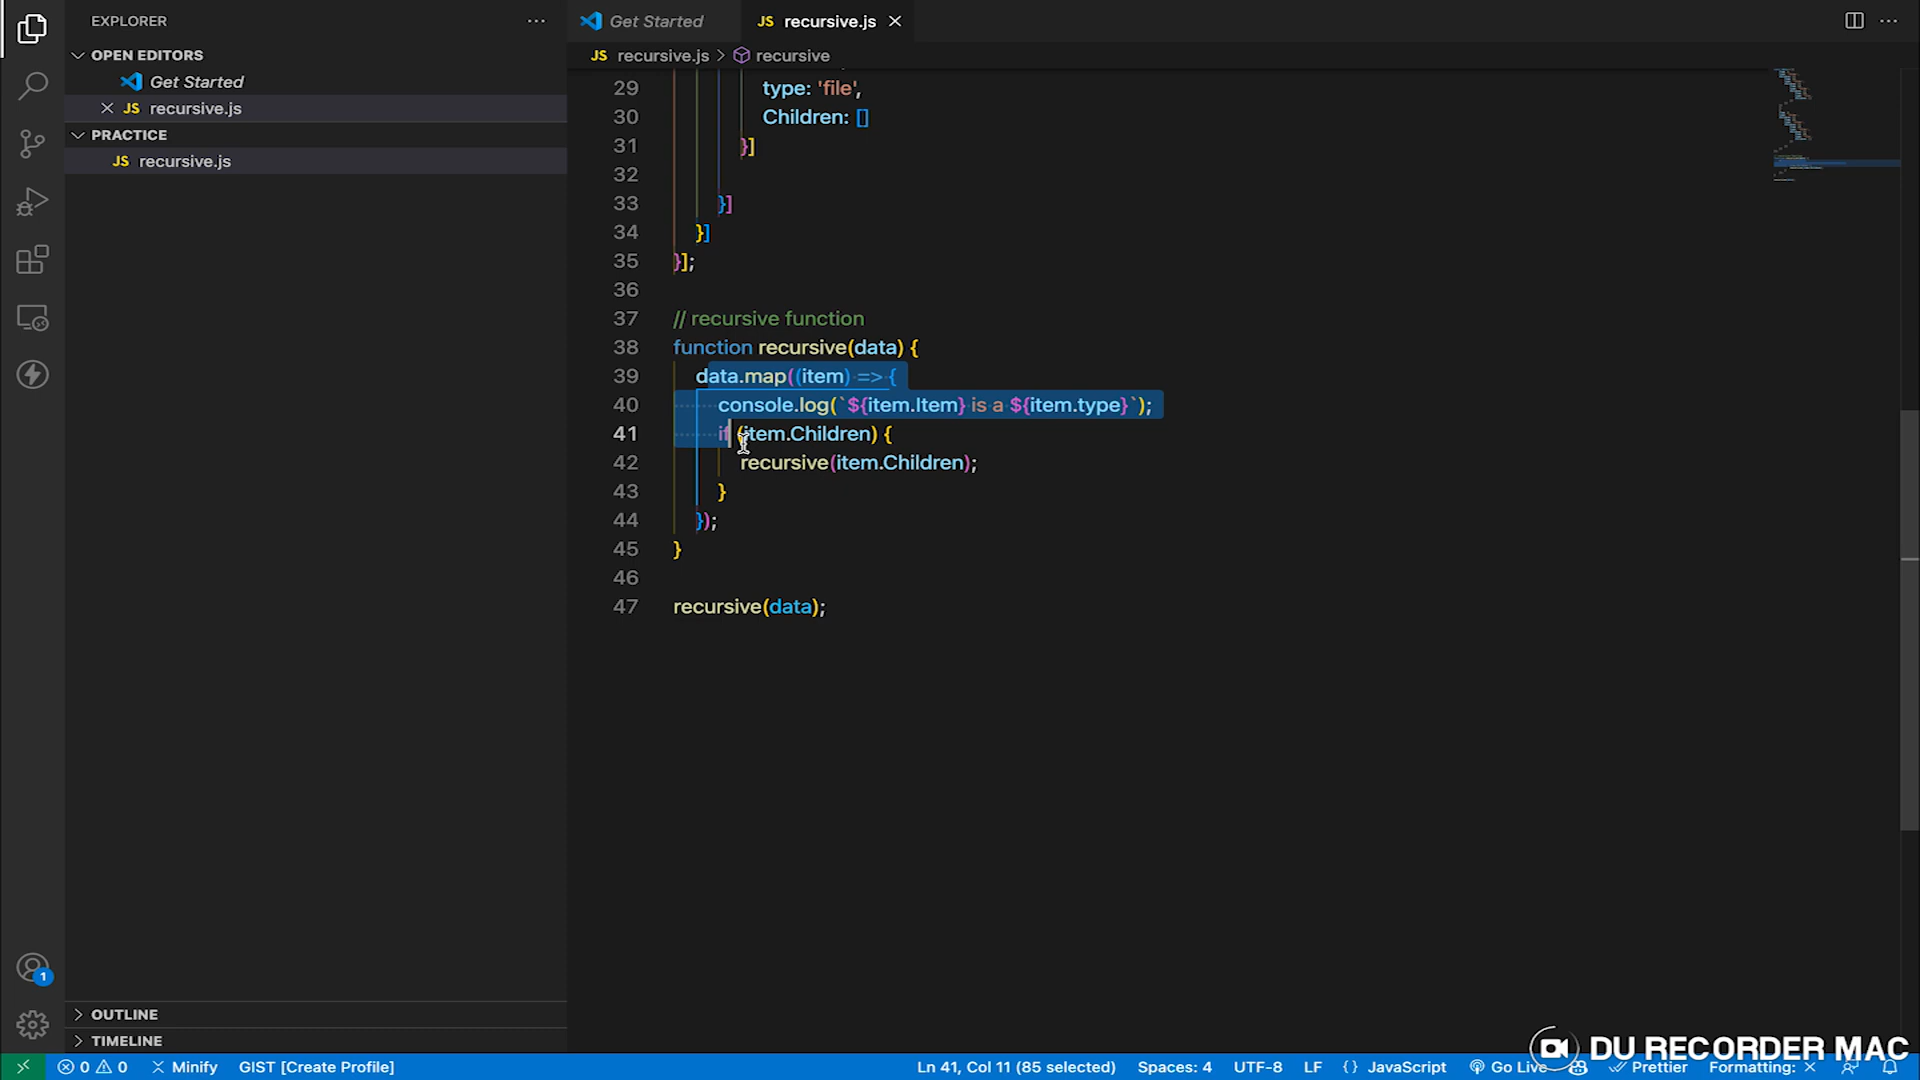 EXPLORER
OPEN EDITORS
Get Started
JS recursive.js
PRACTICE
JS recursive.js
OUTLINE
TIMELINE
Get Started
JS recursive.js
JS recursive.js > recursive
29 type: 'file',
30 Children: []
31 }]
32
33 }]
34 }]
35 }];
36
37 // recursive function
38 function recursive(data) {
39 data.map((item) => {
40 console.log(`${item.Item} is a ${item.type}`);
41 if (item.Children) {
42 recursive(item.Children);
43 }
44 });
45 }
46
47 recursive(data);
1
DU RECORDER MAC
0 0 Minify GIST [Create Profile] Ln 41, Col 11 (85 selected) Spaces: 4 UTF-8 LF {} JavaScript Go Live Prettier Formatting: ×